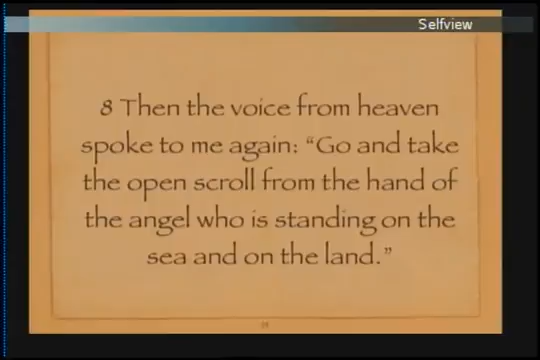 Selfview
8 Then the voice from heaven
spoke to me again: “Go and take
the open scroll from the hand of
the angel who is standing on the
sea and on the land.”